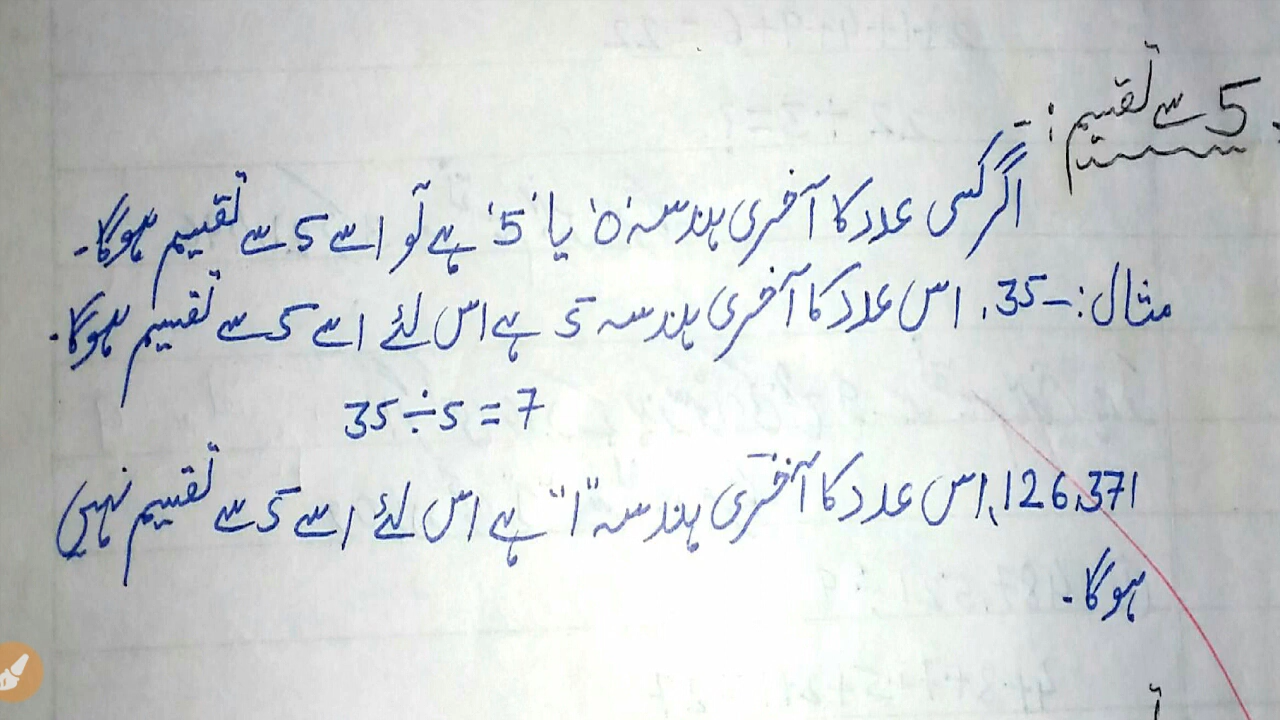 5 سے تقسیم :-
اگر کسی عدد کا آخری ہندسہ '0' یا '5' ہے تو اسے 5 سے تقسیم ہوگا۔
مثال:- 35، اس عدد کا آخری ہندسہ 5 ہے اس لئے اسے 5 سے تقسیم ہوگا۔
35÷5=7
126,371، اس عدد کا آخری ہندسہ "1" ہے اس لئے اسے 5 سے تقسیم نہیں
ہوگا۔